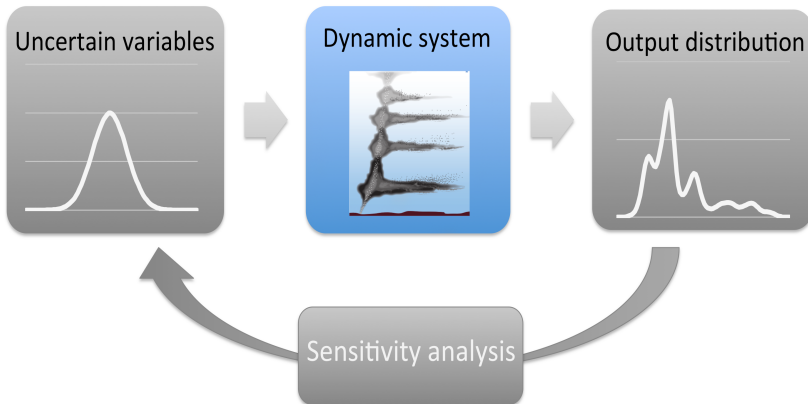 Uncertain variables
Dynamic system
Output distribution
Sensitivity analysis